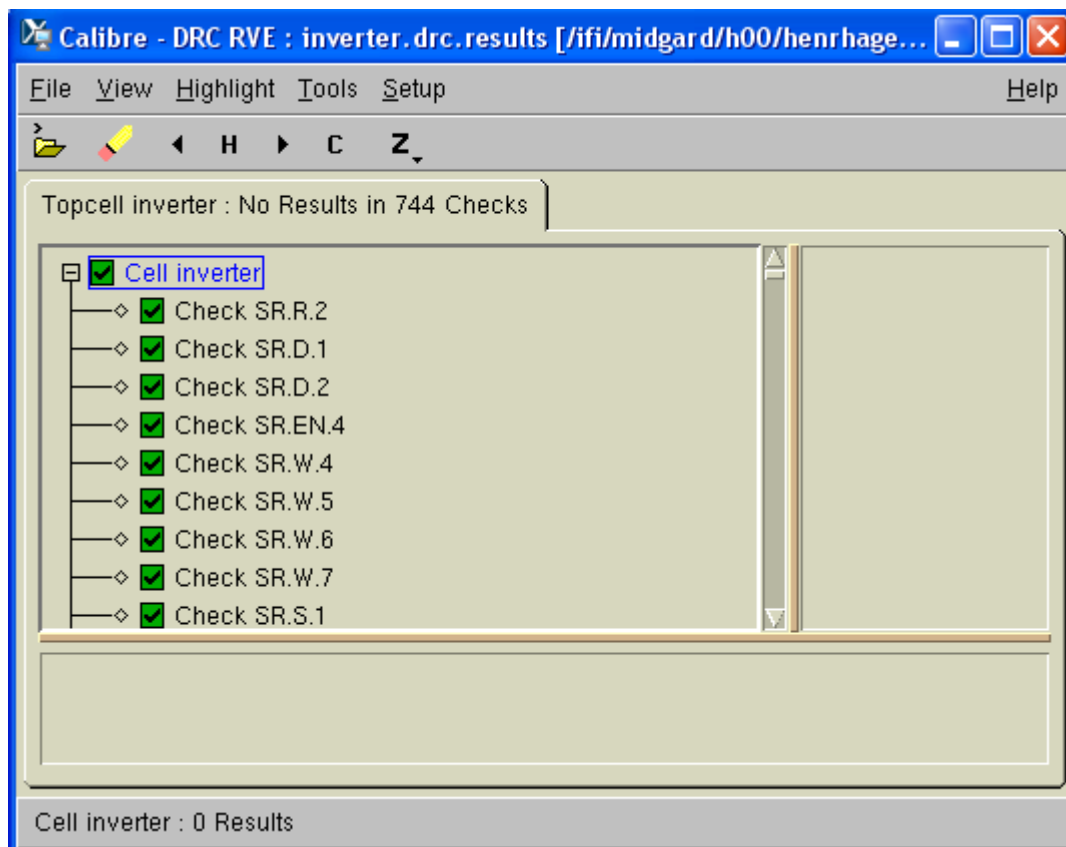 Calibre - DRC RVE : inverter.drc.results [/ifi/midgard/h00/henrhage...
File View Highlight Tools Setup Help
H C Z
Topcell inverter : No Results in 744 Checks
Cell inverter
Check SR.R.2
Check SR.D.1
Check SR.D.2
Check SR.EN.4
Check SR.W.4
Check SR.W.5
Check SR.W.6
Check SR.W.7
Check SR.S.1
Cell inverter : 0 Results